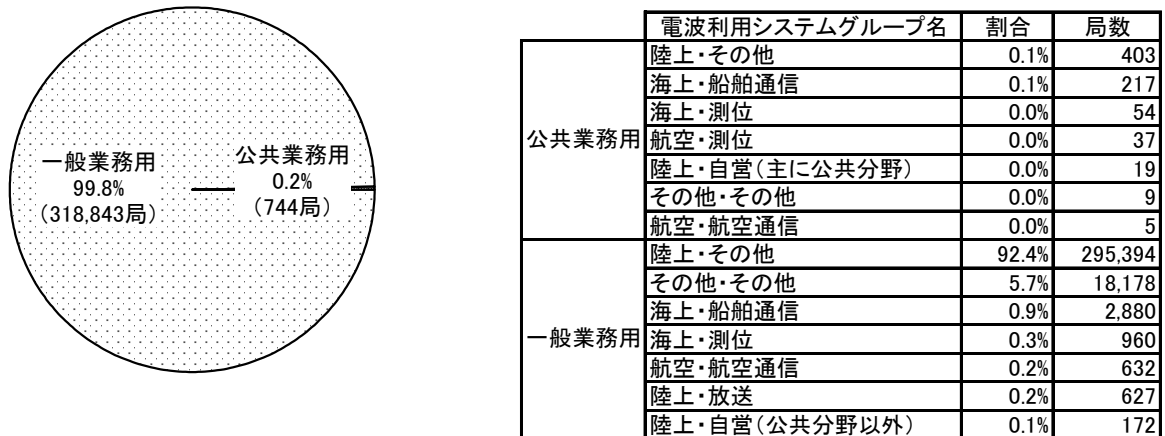 一般業務用
99.8%
(318,843局)
公共業務用
0.2%
(744局)
電波利用システムグループ名 割合 局数
公共業務用
陸上・その他 0.1% 403
海上・船舶通信 0.1% 217
海上・測位 0.0% 54
航空・測位 0.0% 37
陸上・自営(主に公共分野) 0.0% 19
その他・その他 0.0% 9
航空・航空通信 0.0% 5
一般業務用
陸上・その他 92.4% 295,394
その他・その他 5.7% 18,178
海上・船舶通信 0.9% 2,880
海上・測位 0.3% 960
航空・航空通信 0.2% 632
陸上・放送 0.2% 627
陸上・自営(公共分野以外) 0.1% 172